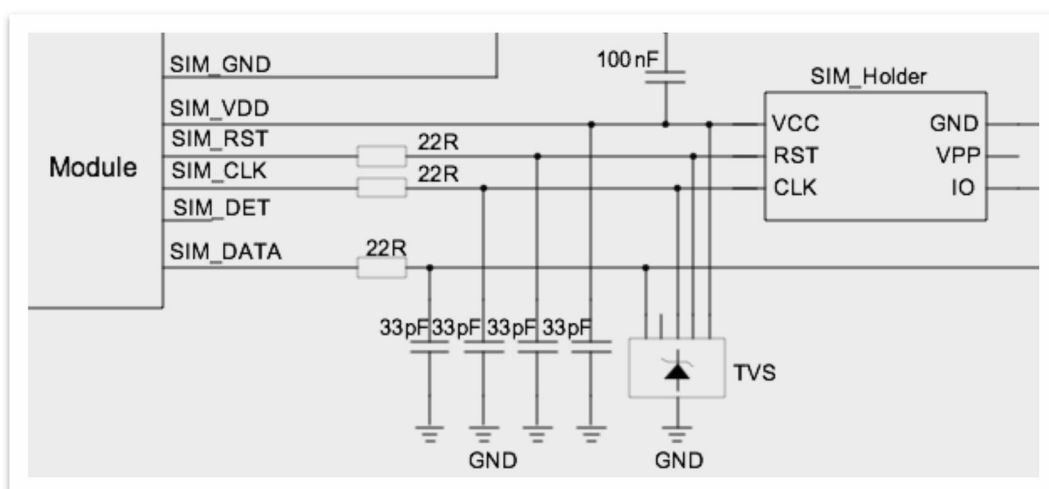 SIM_GND
100nF
SIM_Holder
SIM_VDD
VCC
GND
SIM_RST
22R
RST
VPP
Module
SIM_CLK
22R
CLK
IO
SIM_DET
SIM_DATA
22R
33pF 33pF 33pF 33pF
TVS
GND
GND